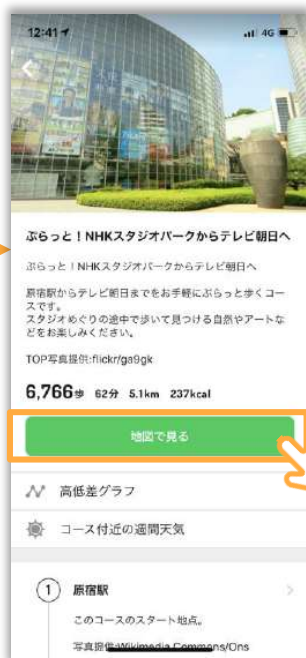 12:41
4G
ぷらっと！NHKスタジオパークからテレビ朝日へ
ぷらっと！NHKスタジオパークからテレビ朝日へ
原宿駅からテレビ朝日までをお手軽にぷらっと歩くコー
スです。
スタジオめぐりの途中で歩いて見つける自然やアートな
どをお楽しみください。
TOP写真提供:flickr/ga9gk
6,766歩 62分 5.1km 237kcal
地図で見る
高低差グラフ
コース付近の週間天気
1 原宿駅
このコースのスタート地点。
写真提供:Wikimedia Commons/Ons